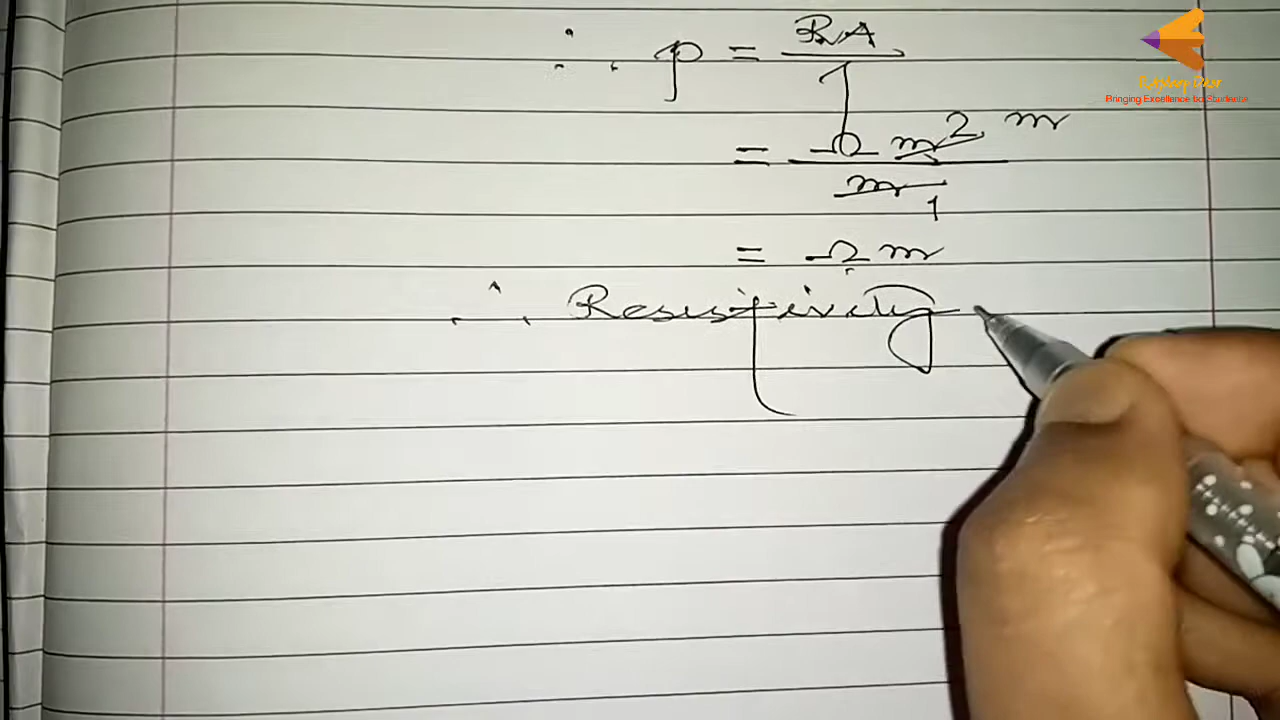 ∴ ρ = RA
l
= Ω m² m
m 1
= Ω m
∴ Resistivity
Bringing Excellence to Students